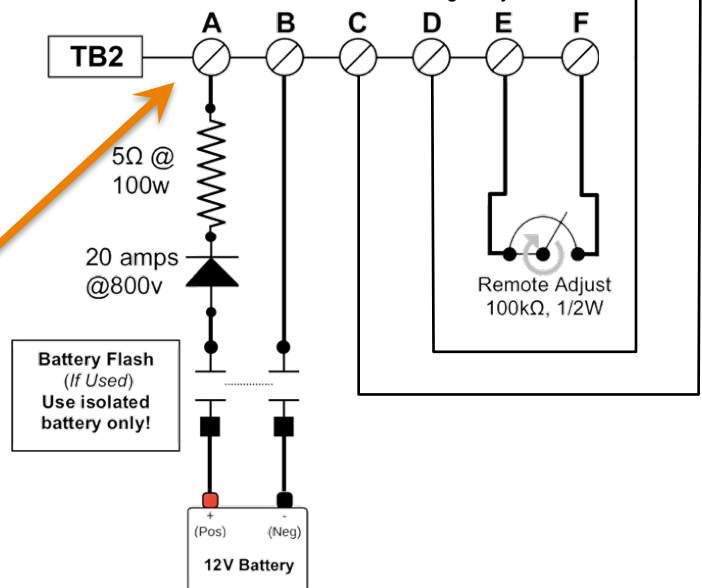 A B C D E F
TB2
5Ω @
100w
20 amps
@800v
Remote Adjust
100kΩ, 1/2W
Battery Flash
(If Used)
Use isolated
battery only!
+ -
(Pos) (Neg)
12V Battery